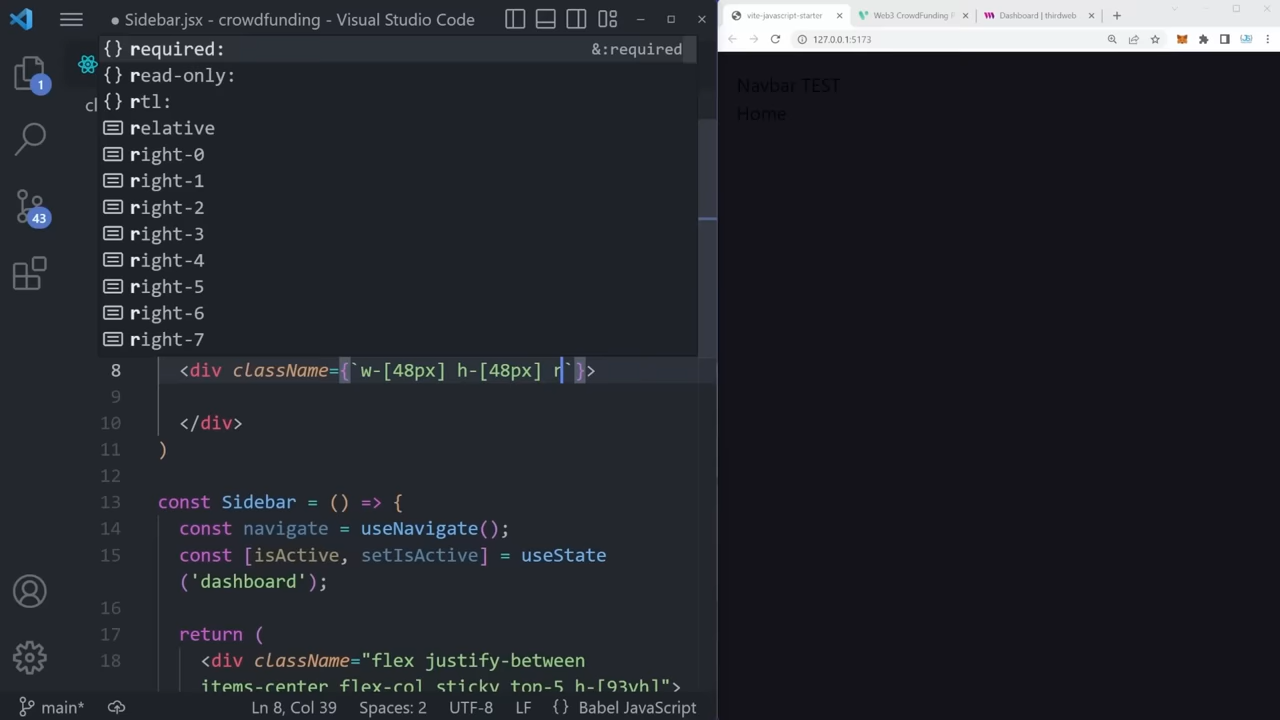 ● Sidebar.jsx - crowdfunding - Visual Studio Code
vite-javascript-starter
Web3 CrowdFunding
Dashboard | thirdweb
127.0.0.1:5173
1
43
{} required: &:required
{} read-only:
{} rtl:
relative
right-0
right-1
right-2
right-3
right-4
right-5
right-6
right-7
8 <div className={`w-[48px] h-[48px] r`}>
9
10 </div>
11 )
12
13 const Sidebar = () => {
14 const navigate = useNavigate();
15 const [isActive, setIsActive] = useState
('dashboard');
16
17 return (
18 <div className="flex justify-between
items-center flex-col sticky top-5 h-[93vh]">
main*
Ln 8, Col 39
Spaces: 2
UTF-8
LF
{} Babel JavaScript
Navbar TEST
Home